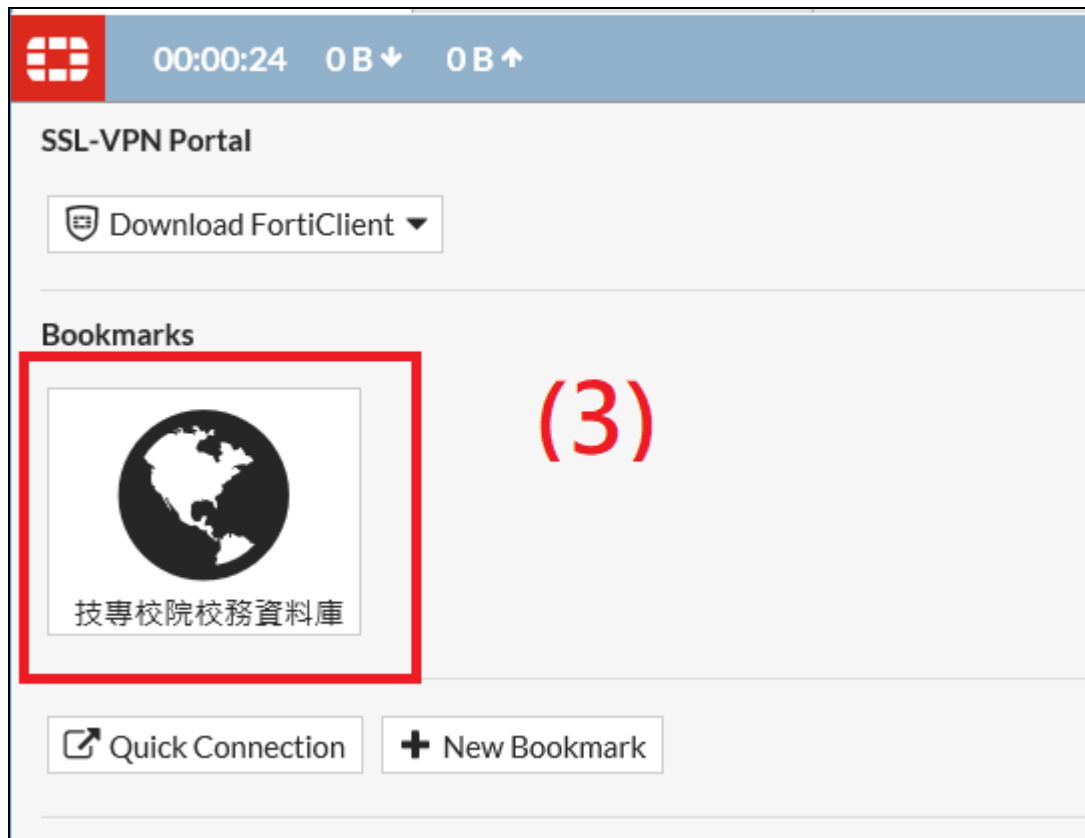 00:00:24 0 B 0 B
SSL-VPN Portal
Download FortiClient
Bookmarks
(3)
技專校院校務資料庫
Quick Connection
New Bookmark